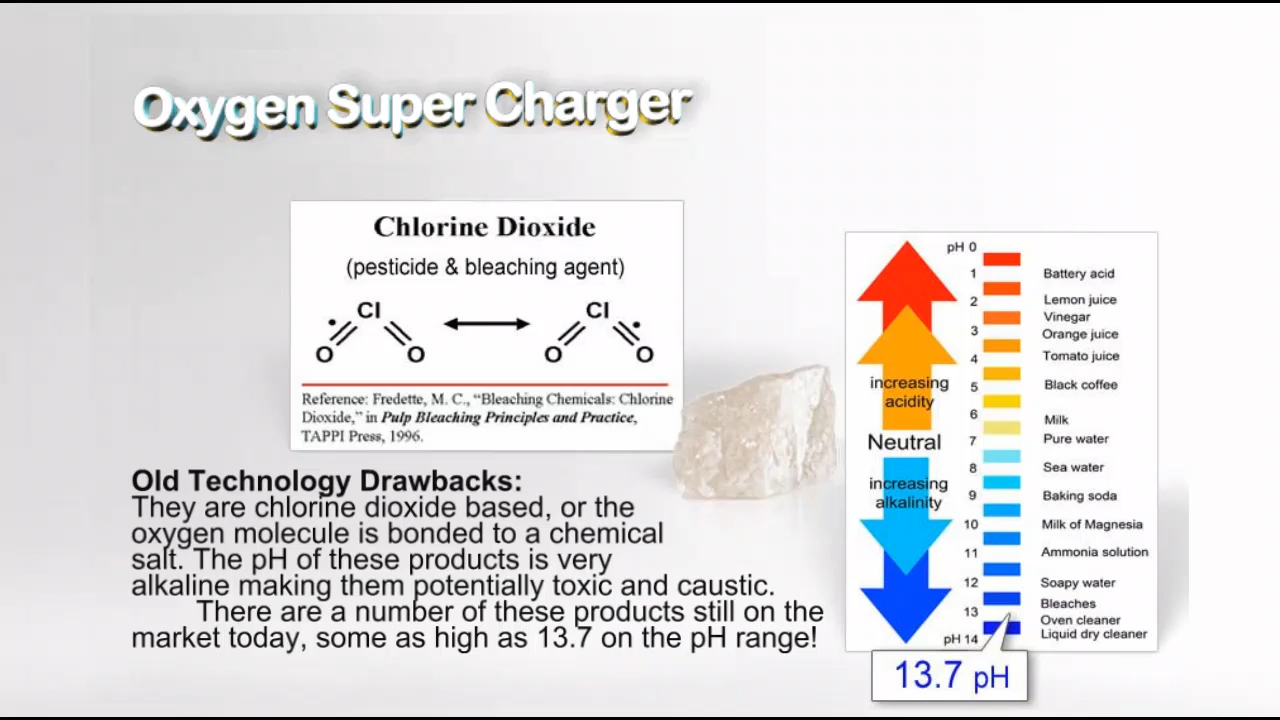 Oxygen Super Charger
Chlorine Dioxide
(pesticide & bleaching agent)
Cl
O
O
Cl
O
O
Reference: Fredette, M. C., “Bleaching Chemicals: Chlorine
Dioxide,” in Pulp Bleaching Principles and Practice,
TAPPI Press, 1996.
Old Technology Drawbacks:
They are chlorine dioxide based, or the
oxygen molecule is bonded to a chemical
salt. The pH of these products is very
alkaline making them potentially toxic and caustic.
There are a number of these products still on the
market today, some as high as 13.7 on the pH range!
increasing
acidity
Neutral
increasing
alkalinity
pH 0
1 Battery acid
2 Lemon juice
Vinegar
3 Orange juice
4 Tomato juice
5 Black coffee
6 Milk
7 Pure water
8 Sea water
9 Baking soda
10 Milk of Magnesia
11 Ammonia solution
12 Soapy water
Bleaches
13 Oven cleaner
pH 14 Liquid dry cleaner
13.7 pH